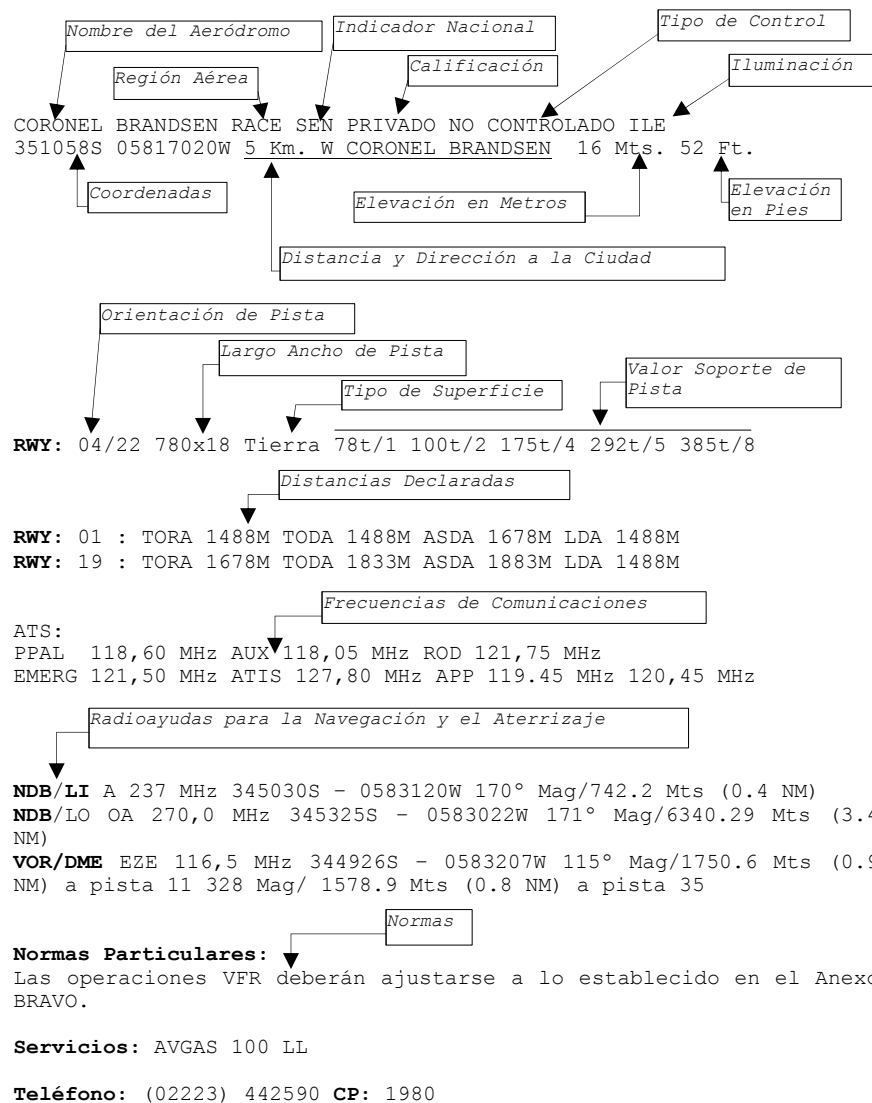 Nombre del Aeródromo
Indicador Nacional
Tipo de Control
Región Aérea
Calificación
Iluminación
CORONEL BRANDSEN RACE SEN PRIVADO NO CONTROLADO ILE
351058S 05817020W 5 Km. W CORONEL BRANDSEN 16 Mts. 52 Ft.
Coordenadas
Elevación en Metros
Elevación
en Pies
Distancia y Dirección a la Ciudad
Orientación de Pista
Largo Ancho de Pista
Tipo de Superficie
Valor Soporte de
Pista
RWY: 04/22 780x18 Tierra 78t/1 100t/2 175t/4 292t/5 385t/8
Distancias Declaradas
RWY: 01 : TORA 1488M TODA 1488M ASDA 1678M LDA 1488M
RWY: 19 : TORA 1678M TODA 1833M ASDA 1883M LDA 1488M
Frecuencias de Comunicaciones
ATS:
PPAL 118,60 MHz AUX 118,05 MHz ROD 121,75 MHz
EMERG 121,50 MHz ATIS 127,80 MHz APP 119.45 MHz 120,45 MHz
Radioayudas para la Navegación y el Aterrizaje
NDB/LI A 237 MHz 345030S – 0583120W 170º Mag/742.2 Mts (0.4 NM)
NDB/LO OA 270,0 MHz 345325S – 0583022W 171º Mag/6340.29 Mts (3.4
NM)
VOR/DME EZE 116,5 MHz 344926S – 0583207W 115º Mag/1750.6 Mts (0.9
NM) a pista 11 328 Mag/ 1578.9 Mts (0.8 NM) a pista 35
Normas
Normas Particulares:
Las operaciones VFR deberán ajustarse a lo establecido en el Anexo
BRAVO.
Servicios: AVGAS 100 LL
Teléfono: (02223) 442590 CP: 1980